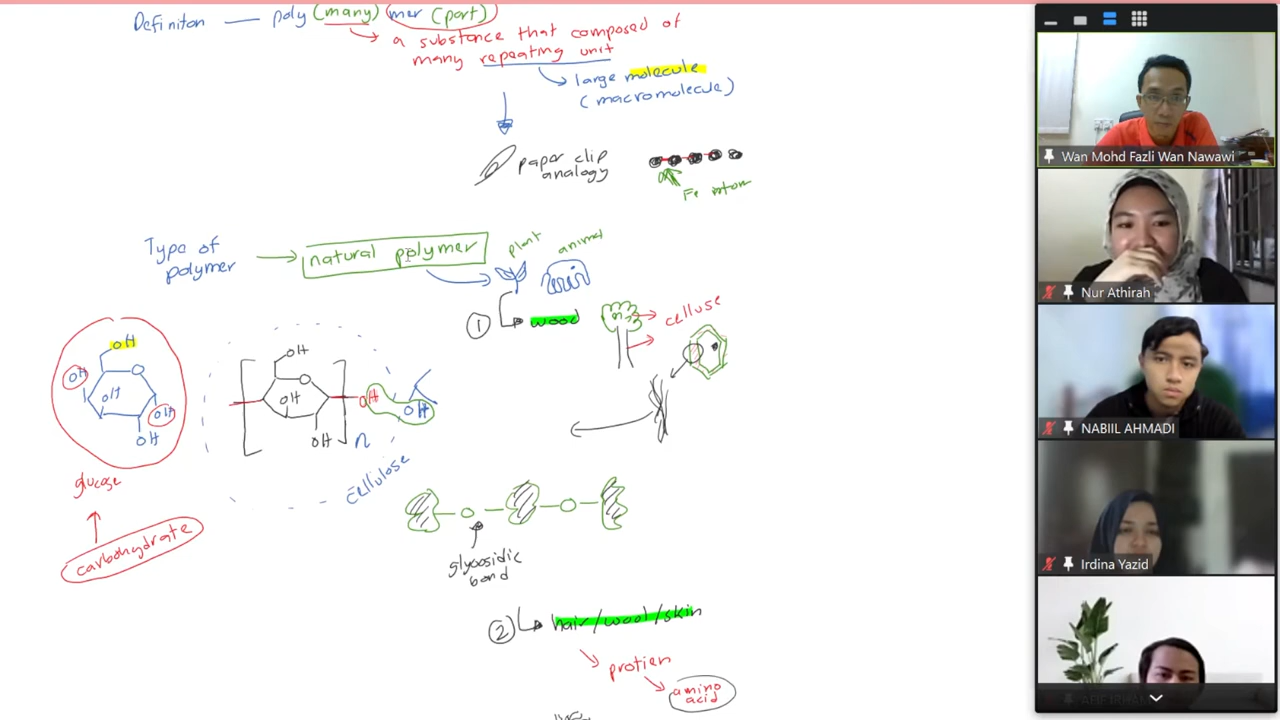 Definiton — poly (many) mer (part)
a substance that composed of
many repeating unit
large molecule
(macromolecule)
paper clip
analogy
Fe atom
Type of
polymer
natural polymer
plant
animal
① wood
celluse
OH
OH
OH
OH
OH
glucose
carbohydrate
OH
OH
OH
n
OH
OH
cellulose
O
O
glycosidic
bond
② hair/wool/skin
protien
amino
acid
Wan Mohd Fazli Wan Nawawi
Nur Athirah
NABIIL AHMADI
Irdina Yazid